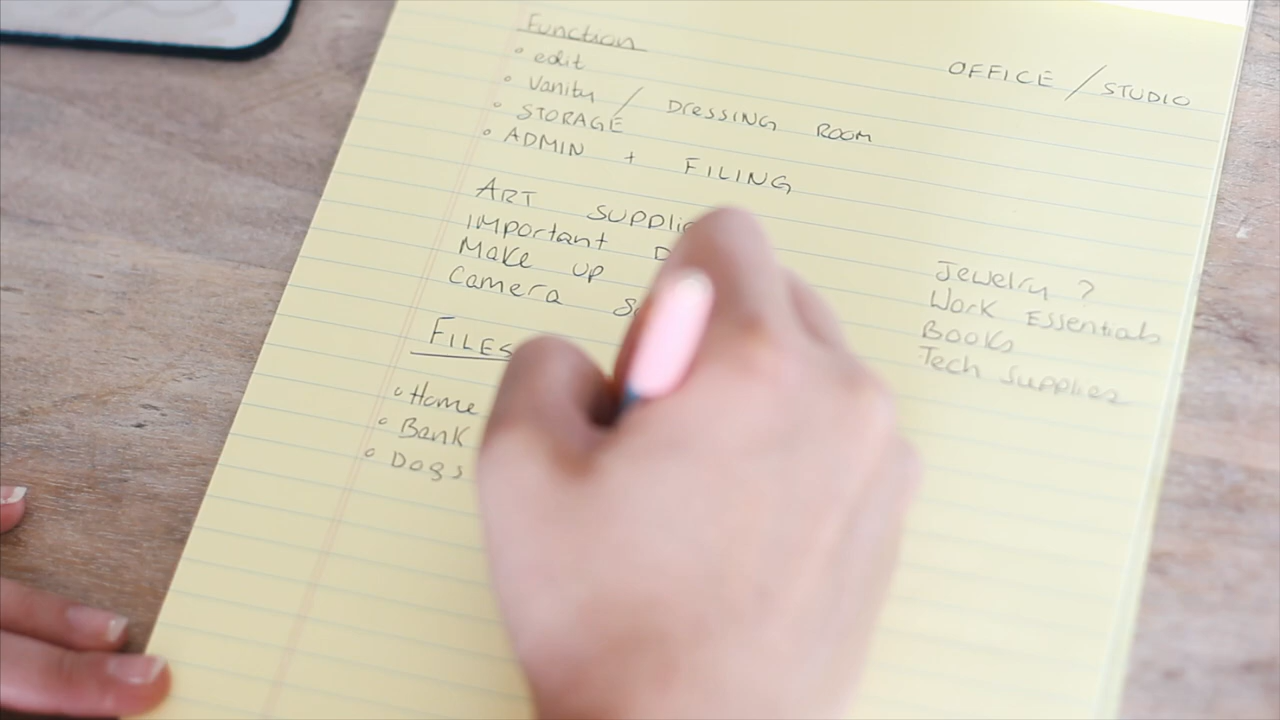 Function
OFFICE / STUDIO
• edit
• Vanity / Dressing Room
• STORAGE
• ADMIN + FILING
ART Supplie
Important D
Make up
Camera
Jewelry ?
Work Essentials
Books
Tech Supplies
FILES
• Home
• Bank
• Dogs